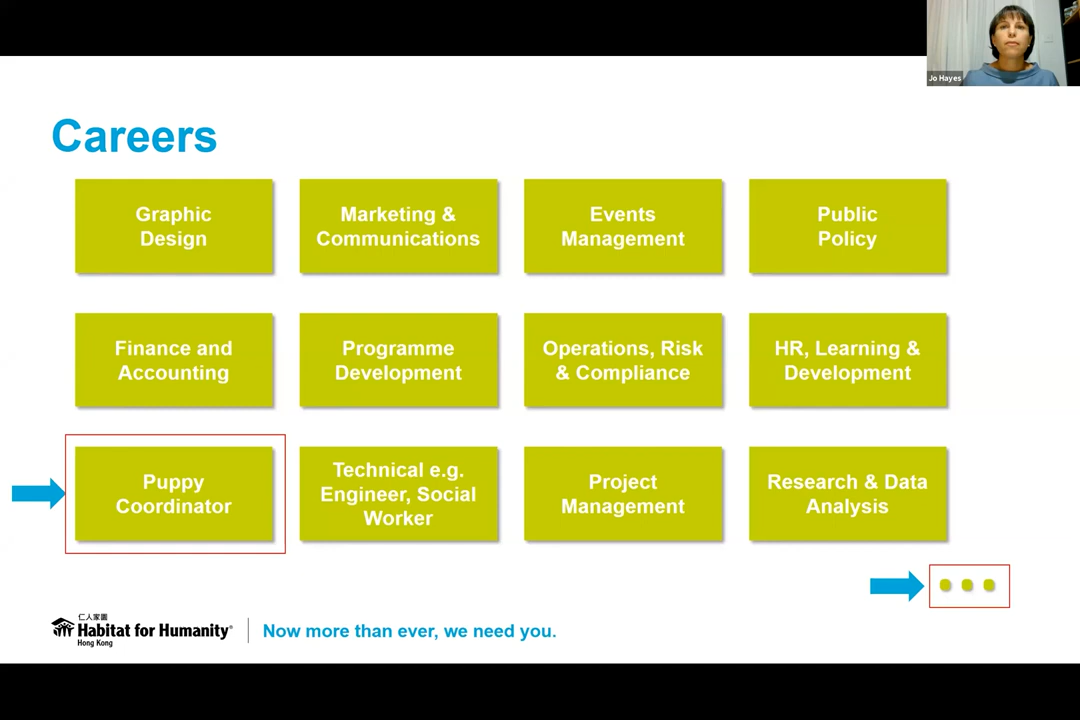 Jo Hayes
Careers
Graphic
Design
Marketing &
Communications
Events
Management
Public
Policy
Finance and
Accounting
Programme
Development
Operations, Risk
& Compliance
HR, Learning &
Development
Puppy
Coordinator
Technical e.g.
Engineer, Social
Worker
Project
Management
Research & Data
Analysis
仁人家園
Habitat for Humanity®
Hong Kong
Now more than ever, we need you.